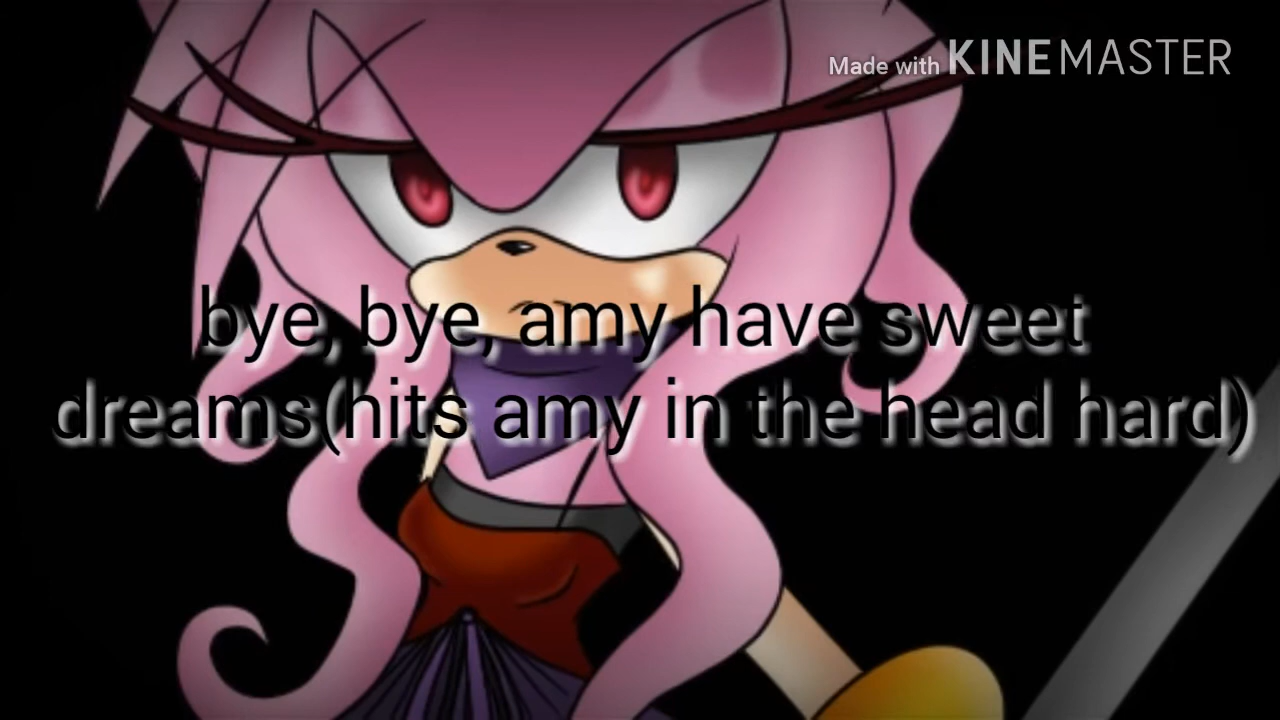 Made with KINEMASTER
bye, bye, amy have sweet
dreams(hits amy in the head hard)